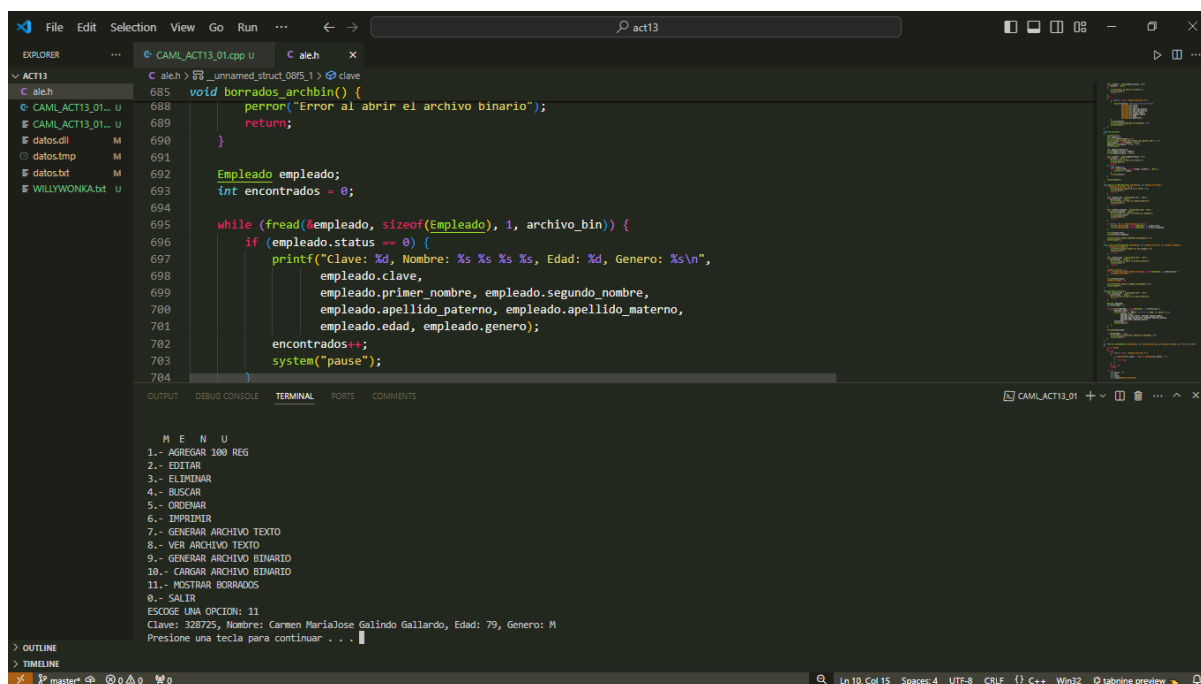 File Edit Selection View Go Run ··· ← → act13
EXPLORER ···
CAML_ACT13_01.cpp U
C ale.h ×
ACT13
C ale.h
CAML_ACT13_01... U
CAML_ACT13_01... U
datos.dll M
datos.tmp M
datos.txt M
WILLYWONKA.txt U
C ale.h > __unnamed_struct_08f5_1 > clave
685 void borrados_archbin() {
688 perror("Error al abrir el archivo binario");
689 return;
690 }
691
692 Empleado empleado;
693 int encontrados = 0;
694
695 while (fread(&empleado, sizeof(Empleado), 1, archivo_bin)) {
696 if (empleado.status == 0) {
697 printf("Clave: %d, Nombre: %s %s %s %s, Edad: %d, Genero: %s\n",
698 empleado.clave,
699 empleado.primer_nombre, empleado.segundo_nombre,
700 empleado.apellido_paterno, empleado.apellido_materno,
701 empleado.edad, empleado.genero);
702 encontrados++;
703 system("pause");
704 }
OUTPUT DEBUG CONSOLE TERMINAL PORTS COMMENTS
CAML_ACT13_01
M E N U
1.- AGREGAR 100 REG
2.- EDITAR
3.- ELIMINAR
4.- BUSCAR
5.- ORDENAR
6.- IMPRIMIR
7.- GENERAR ARCHIVO TEXTO
8.- VER ARCHIVO TEXTO
9.- GENERAR ARCHIVO BINARIO
10.- CARGAR ARCHIVO BINARIO
11.- MOSTRAR BORRADOS
0.- SALIR
ESCOGE UNA OPCION: 11
Clave: 328725, Nombre: Carmen MariaJose Galindo Gallardo, Edad: 79, Genero: M
Presione una tecla para continuar . . .
OUTLINE
TIMELINE
master* 0 0 0 Ln 10, Col 15 Spaces: 4 UTF-8 CRLF {} C++ Win32 tabnine preview